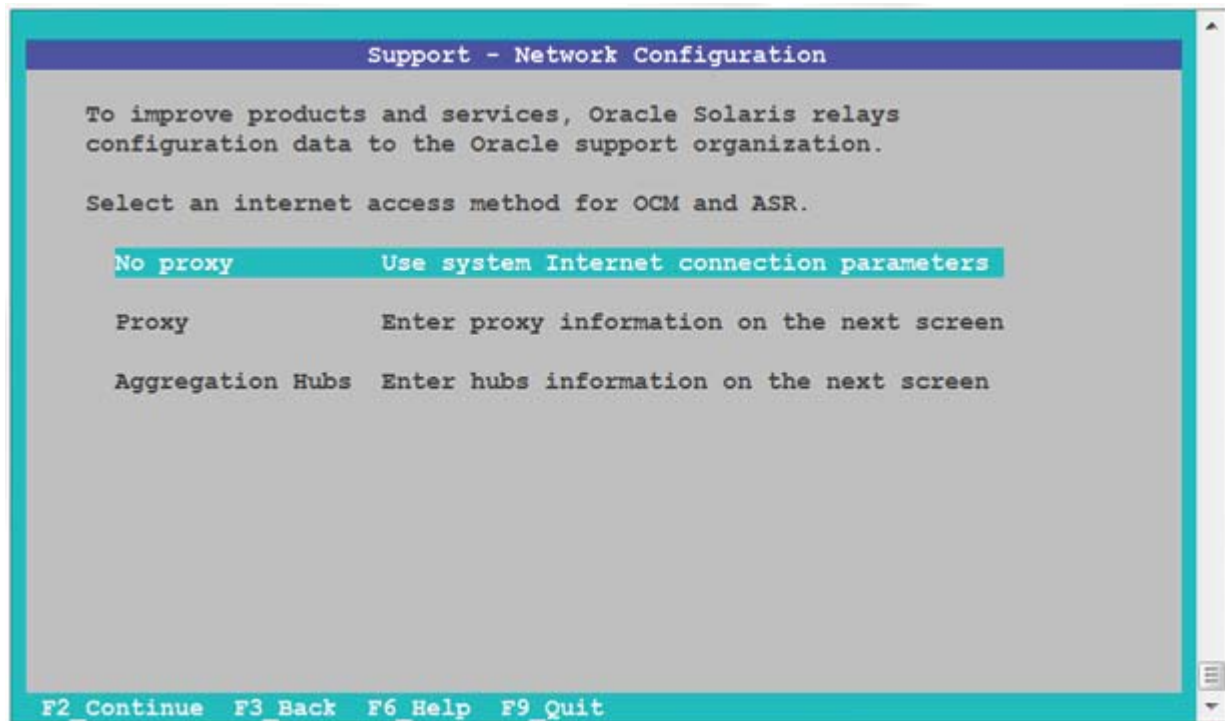 Support - Network Configuration
To improve products and services, Oracle Solaris relays
configuration data to the Oracle support organization.
Select an internet access method for OCM and ASR.
No proxy Use system Internet connection parameters
Proxy Enter proxy information on the next screen
Aggregation Hubs Enter hubs information on the next screen
F2_Continue F3_Back F6_Help F9_Quit